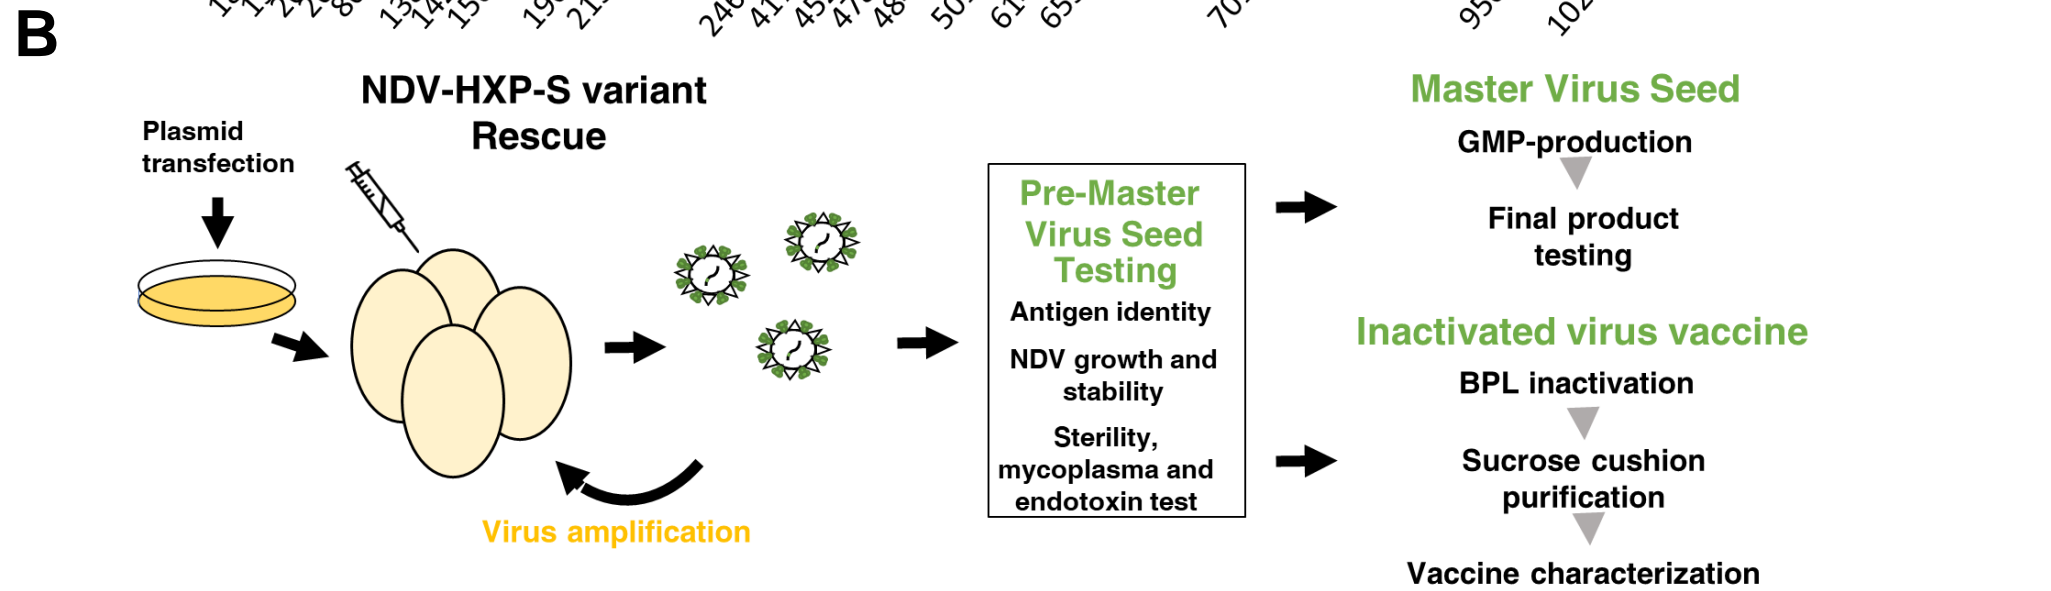 B
NDV-HXP-S variant
Rescue
Plasmid
transfection
Virus amplification
Pre-Master
Virus Seed
Testing
Antigen identity
NDV growth and
stability
Sterility,
mycoplasma and
endotoxin test
Master Virus Seed
GMP-production
Final product
testing
Inactivated virus vaccine
BPL inactivation
Sucrose cushion
purification
Vaccine characterization